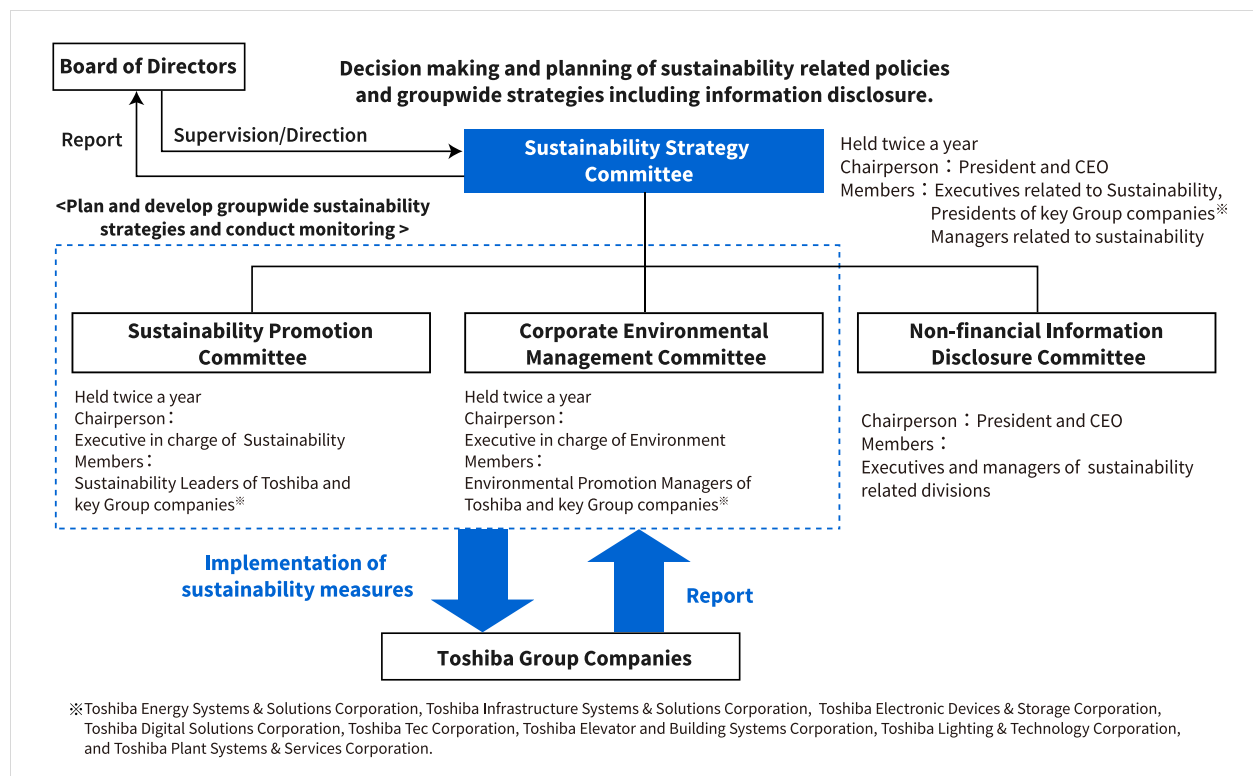 Board of Directors
Decision making and planning of sustainability related policies
and groupwide strategies including information disclosure.
Report
Supervision/Direction
Sustainability Strategy
Committee
Held twice a year
Chairperson：President and CEO
Members：Executives related to Sustainability,
Presidents of key Group companies※
Managers related to sustainability
<Plan and develop groupwide sustainability
strategies and conduct monitoring >
Sustainability Promotion
Committee
Held twice a year
Chairperson：
Executive in charge of Sustainability
Members：
Sustainability Leaders of Toshiba and
key Group companies※
Corporate Environmental
Management Committee
Held twice a year
Chairperson：
Executive in charge of Environment
Members：
Environmental Promotion Managers of
Toshiba and key Group companies※
Non-financial Information
Disclosure Committee
Chairperson：President and CEO
Members：
Executives and managers of sustainability
related divisions
Implementation of
sustainability measures
Report
Toshiba Group Companies
※Toshiba Energy Systems & Solutions Corporation, Toshiba Infrastructure Systems & Solutions Corporation, Toshiba Electronic Devices & Storage Corporation,
Toshiba Digital Solutions Corporation, Toshiba Tec Corporation, Toshiba Elevator and Building Systems Corporation, Toshiba Lighting & Technology Corporation,
and Toshiba Plant Systems & Services Corporation.